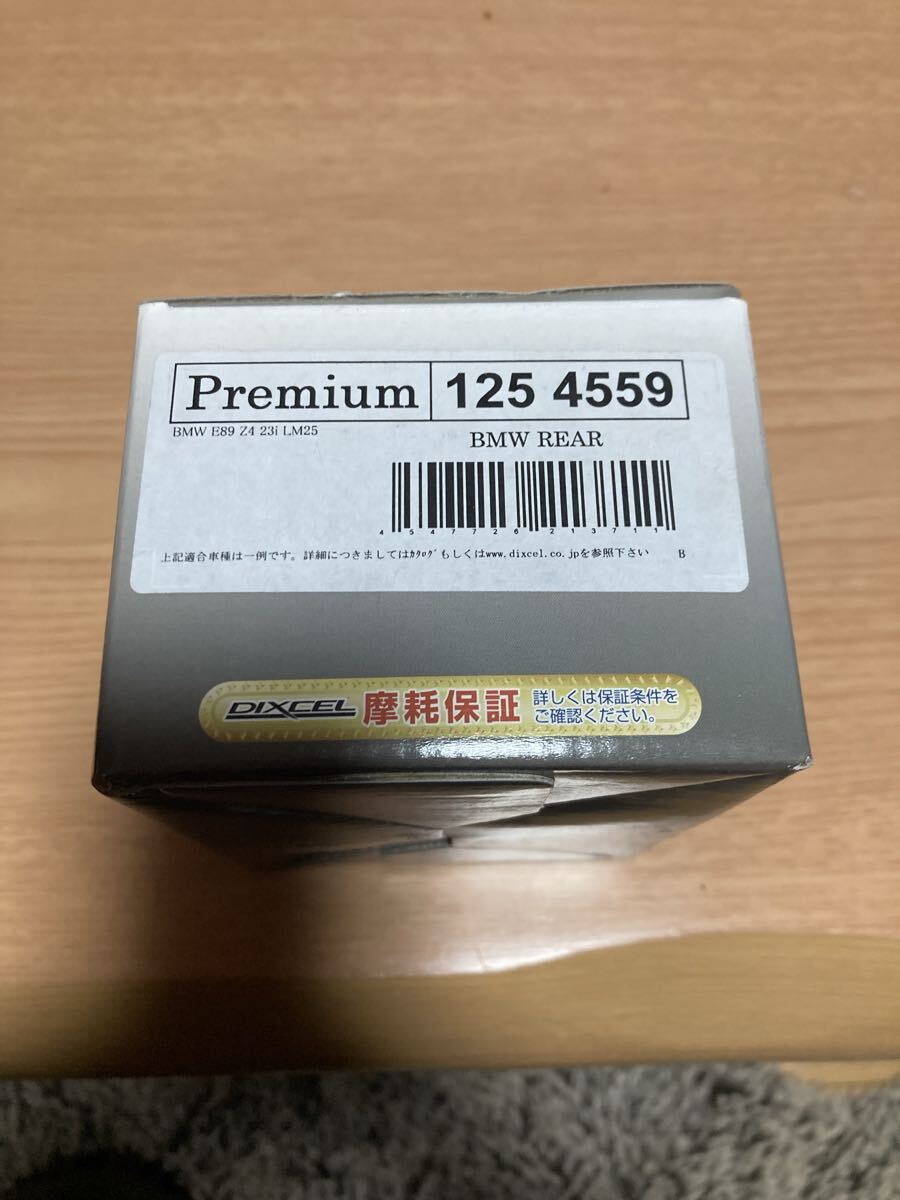 Premium 125 4559
BMW E89 Z4 23i LM25
BMW REAR
4547726213711
上記適合車種は一例です。詳細につきましてはｶﾀﾛｸﾞもしくはwww.dixcel.co.jpを参照下さい B
DIXCEL 摩耗保証 詳しくは保証条件を
ご確認ください。